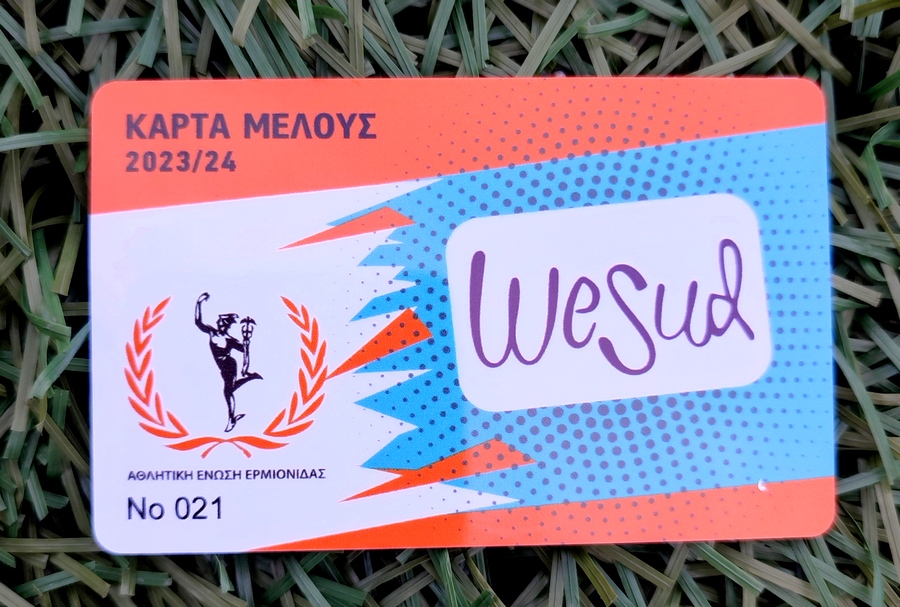 ΚΑΡΤΑ ΜΕΛΟΥΣ
2023/24
WeSud
ΑΘΛΗΤΙΚΗ ΕΝΩΣΗ ΕΡΜΙΟΝΙΔΑΣ
No 021